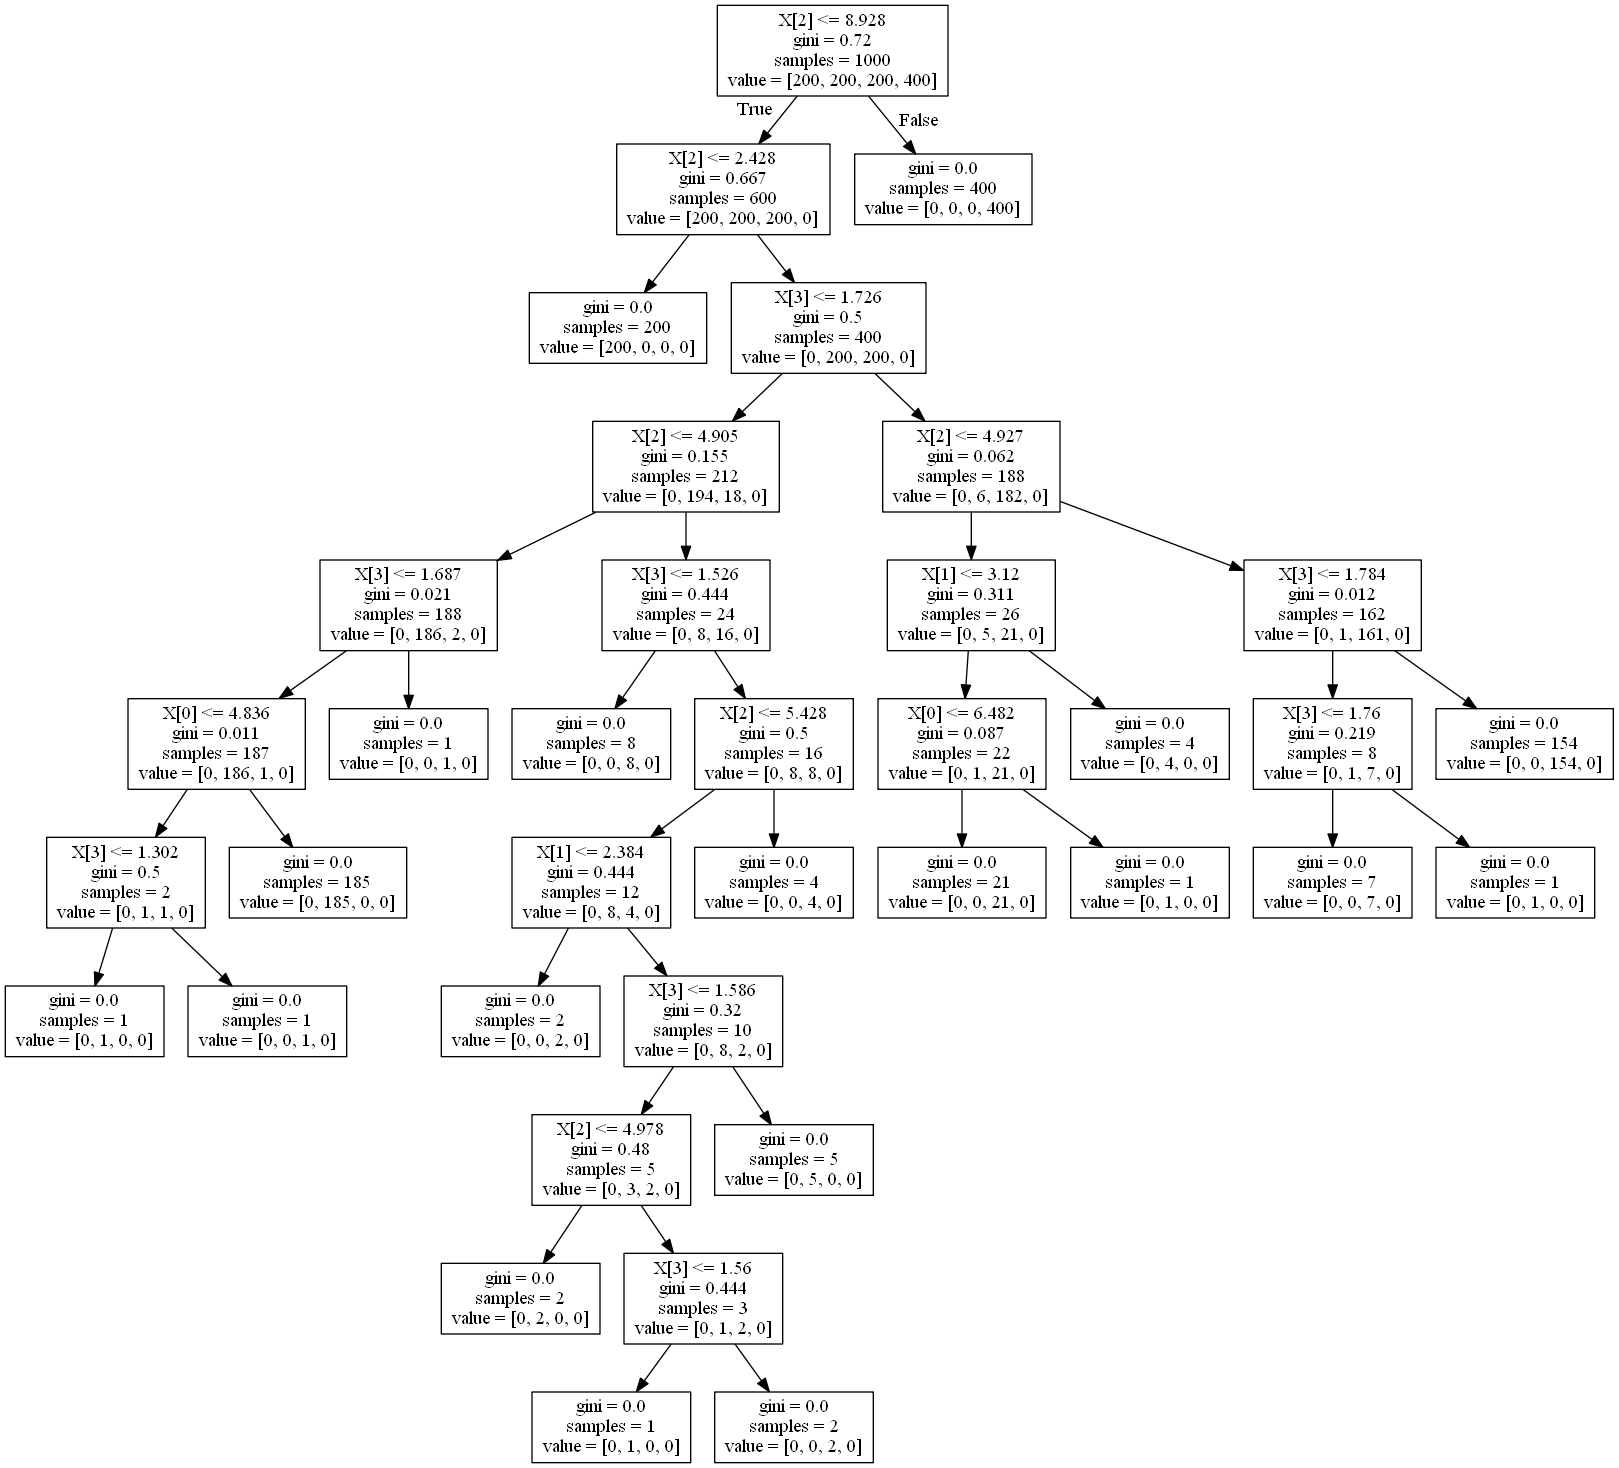 X[2] <= 8.928
gini = 0.72
samples = 1000
value = [200, 200, 200, 400]
True
False
X[2] <= 2.428
gini = 0.667
samples = 600
value = [200, 200, 200, 0]
gini = 0.0
samples = 400
value = [0, 0, 0, 400]
gini = 0.0
samples = 200
value = [200, 0, 0, 0]
X[3] <= 1.726
gini = 0.5
samples = 400
value = [0, 200, 200, 0]
X[2] <= 4.905
gini = 0.155
samples = 212
value = [0, 194, 18, 0]
X[2] <= 4.927
gini = 0.062
samples = 188
value = [0, 6, 182, 0]
X[3] <= 1.687
gini = 0.021
samples = 188
value = [0, 186, 2, 0]
X[3] <= 1.526
gini = 0.444
samples = 24
value = [0, 8, 16, 0]
X[1] <= 3.12
gini = 0.311
samples = 26
value = [0, 5, 21, 0]
X[3] <= 1.784
gini = 0.012
samples = 162
value = [0, 1, 161, 0]
X[0] <= 4.836
gini = 0.011
samples = 187
value = [0, 186, 1, 0]
gini = 0.0
samples = 1
value = [0, 0, 1, 0]
gini = 0.0
samples = 8
value = [0, 0, 8, 0]
X[2] <= 5.428
gini = 0.5
samples = 16
value = [0, 8, 8, 0]
X[0] <= 6.482
gini = 0.087
samples = 22
value = [0, 1, 21, 0]
gini = 0.0
samples = 4
value = [0, 4, 0, 0]
X[3] <= 1.76
gini = 0.219
samples = 8
value = [0, 1, 7, 0]
gini = 0.0
samples = 154
value = [0, 0, 154, 0]
X[3] <= 1.302
gini = 0.5
samples = 2
value = [0, 1, 1, 0]
gini = 0.0
samples = 185
value = [0, 185, 0, 0]
X[1] <= 2.384
gini = 0.444
samples = 12
value = [0, 8, 4, 0]
gini = 0.0
samples = 4
value = [0, 0, 4, 0]
gini = 0.0
samples = 21
value = [0, 0, 21, 0]
gini = 0.0
samples = 1
value = [0, 1, 0, 0]
gini = 0.0
samples = 7
value = [0, 0, 7, 0]
gini = 0.0
samples = 1
value = [0, 1, 0, 0]
gini = 0.0
samples = 1
value = [0, 1, 0, 0]
gini = 0.0
samples = 1
value = [0, 0, 1, 0]
gini = 0.0
samples = 2
value = [0, 0, 2, 0]
X[3] <= 1.586
gini = 0.32
samples = 10
value = [0, 8, 2, 0]
X[2] <= 4.978
gini = 0.48
samples = 5
value = [0, 3, 2, 0]
gini = 0.0
samples = 5
value = [0, 5, 0, 0]
gini = 0.0
samples = 2
value = [0, 2, 0, 0]
X[3] <= 1.56
gini = 0.444
samples = 3
value = [0, 1, 2, 0]
gini = 0.0
samples = 1
value = [0, 1, 0, 0]
gini = 0.0
samples = 2
value = [0, 0, 2, 0]